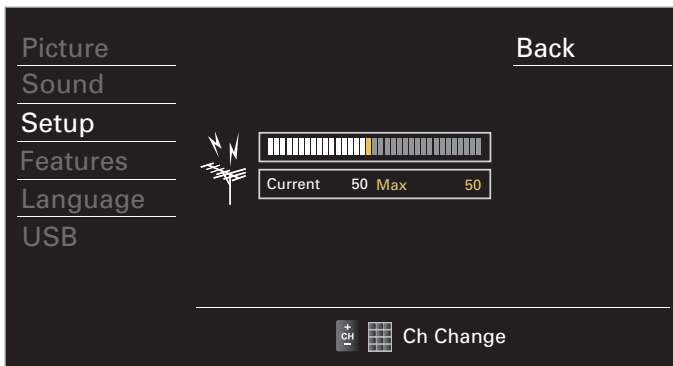 Picture
Sound
Setup
Features
Language
USB
Back
Current 50 Max 50
+
CH
−
Ch Change